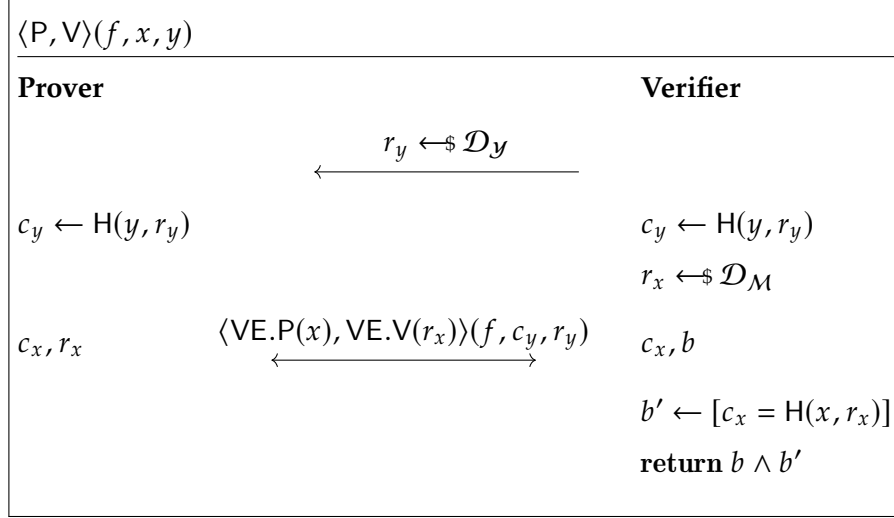 ⟨P, V⟩(f, x, y)
Prover Verifier
r_y ←$ 𝒟_𝒴
c_y ← H(y, r_y) c_y ← H(y, r_y)
r_x ←$ 𝒟_ℳ
c_x, r_x ⟨VE.P(x), VE.V(r_x)⟩(f, c_y, r_y) c_x, b
b′ ← [c_x = H(x, r_x)]
return b ∧ b′